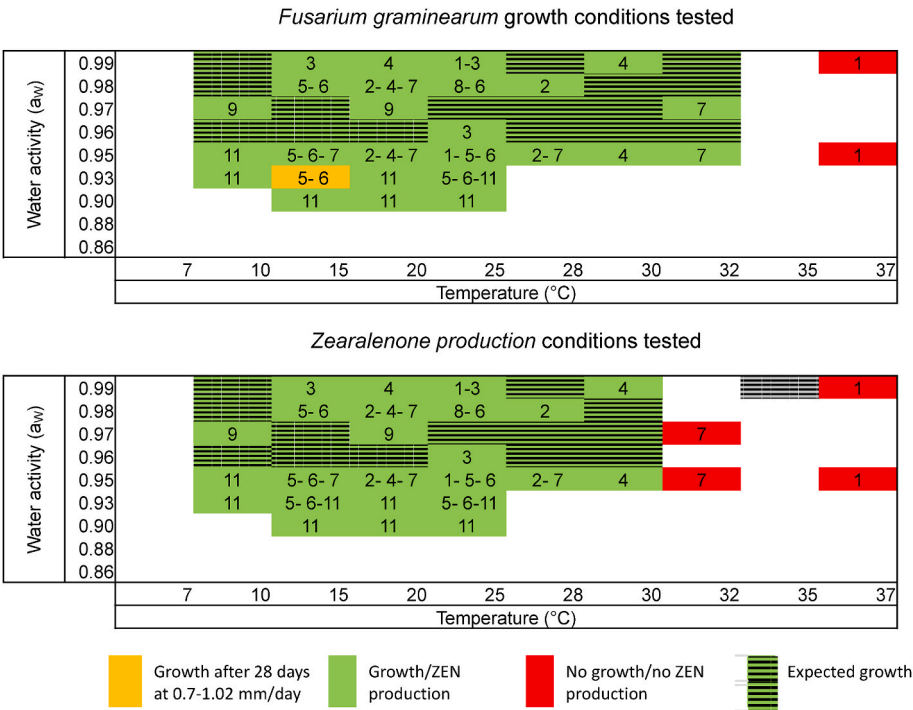 Fusarium graminearum growth conditions tested
Water activity (aw)
0.99 3 4 1-3 4 1
0.98 5- 6 2- 4- 7 8- 6 2
0.97 9 9 7
0.96 3
0.95 11 5- 6- 7 2- 4- 7 1- 5- 6 2- 7 4 7 1
0.93 11 5- 6 11 5- 6-11
0.90 11 11 11
0.88
0.86
7 10 15 20 25 28 30 32 35 37
Temperature (°C)
Zearalenone production conditions tested
Water activity (aw)
0.99 3 4 1-3 4 1
0.98 5- 6 2- 4- 7 8- 6 2
0.97 9 9 7
0.96 3
0.95 11 5- 6- 7 2- 4- 7 1- 5- 6 2- 7 4 7 1
0.93 11 5- 6-11 11 5- 6-11
0.90 11 11 11
0.88
0.86
7 10 15 20 25 28 30 32 35 37
Temperature (°C)
Growth after 28 days
at 0.7-1.02 mm/day
Growth/ZEN
production
No growth/no ZEN
production
Expected growth